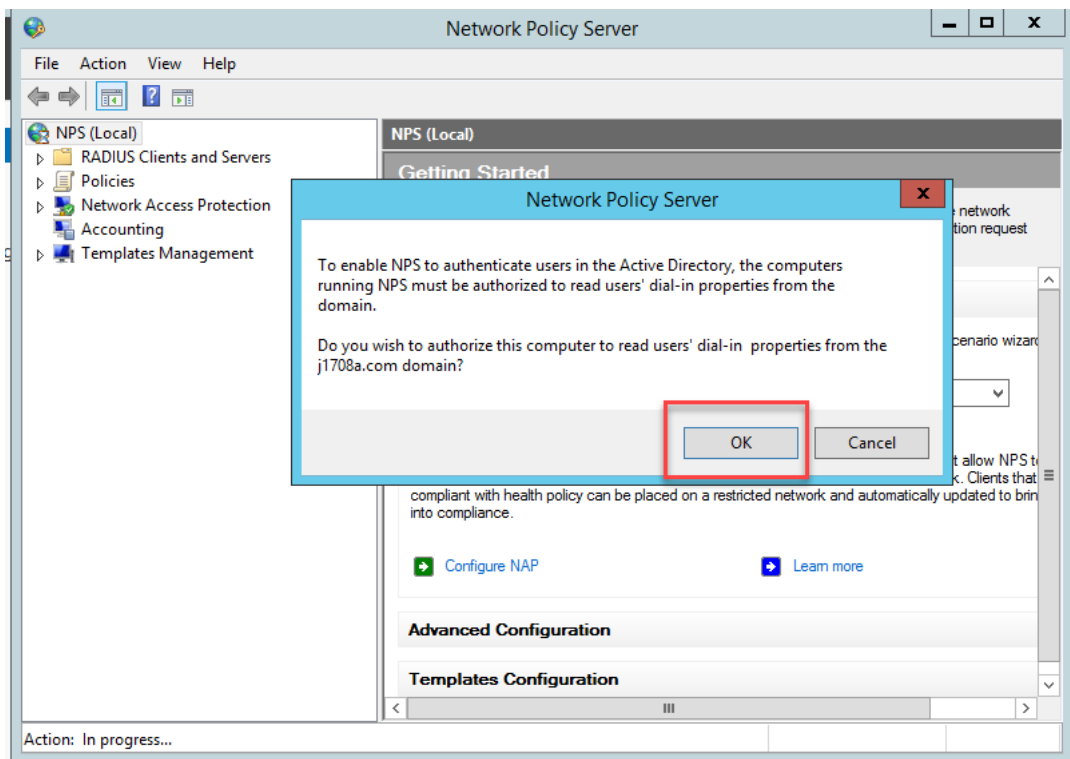 Network Policy Server
File Action View Help
NPS (Local)
RADIUS Clients and Servers
Policies
Network Access Protection
Accounting
Templates Management
NPS (Local)
Getting Started
network
tion request
Network Policy Server
To enable NPS to authenticate users in the Active Directory, the computers
running NPS must be authorized to read users' dial-in properties from the
domain.
Do you wish to authorize this computer to read users' dial-in properties from the
j1708a.com domain?
OK Cancel
cenario wizard
t allow NPS t
k. Clients that
compliant with health policy can be placed on a restricted network and automatically updated to brin
into compliance.
Configure NAP Learn more
Advanced Configuration
Templates Configuration
Action: In progress...